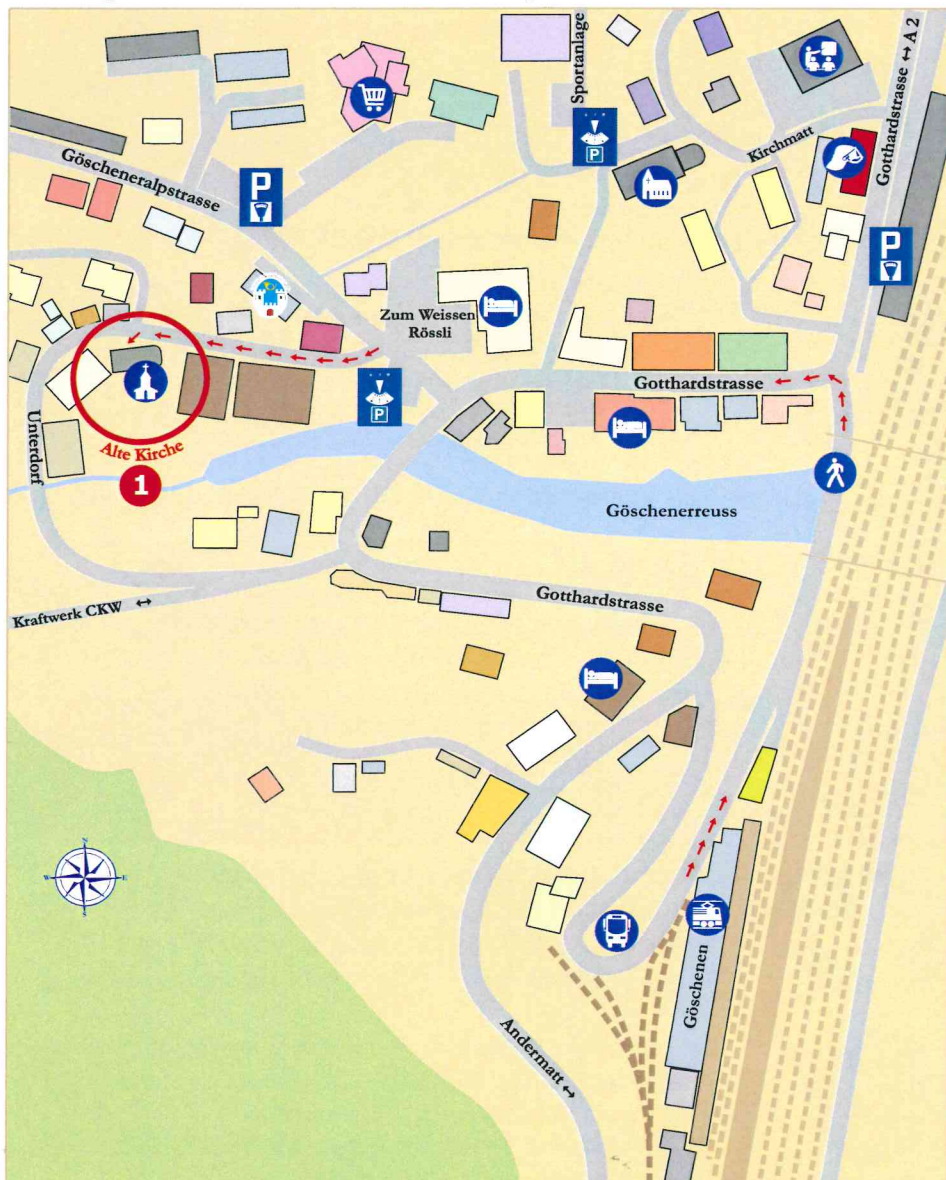 Sportanlage
Gotthardstrasse ↔ A 2
Kirchmatt
Göscheneralpstrasse
P
P
P
Zum Weissen
Rössli
Gotthardstrasse
P
Unterdorf
Alte Kirche
1
Göschenerreuss
Gotthardstrasse
Kraftwerk CKW ↔
N
W
E
S
Göschenen
Andermatt ↔